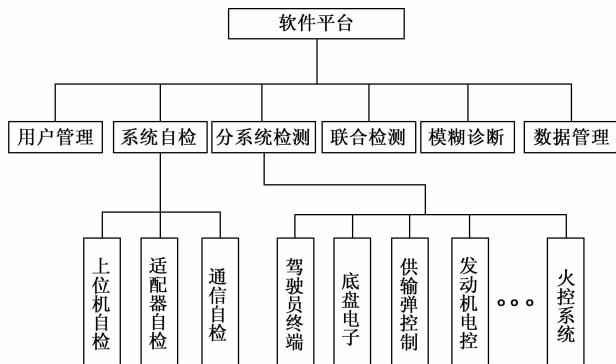 软件平台
用户管理
系统自检
分系统检测
联合检测
模糊诊断
数据管理
上位机自检
适配器自检
通信自检
驾驶员终端
底盘电子
供输弹控制
发动机电控
火控系统